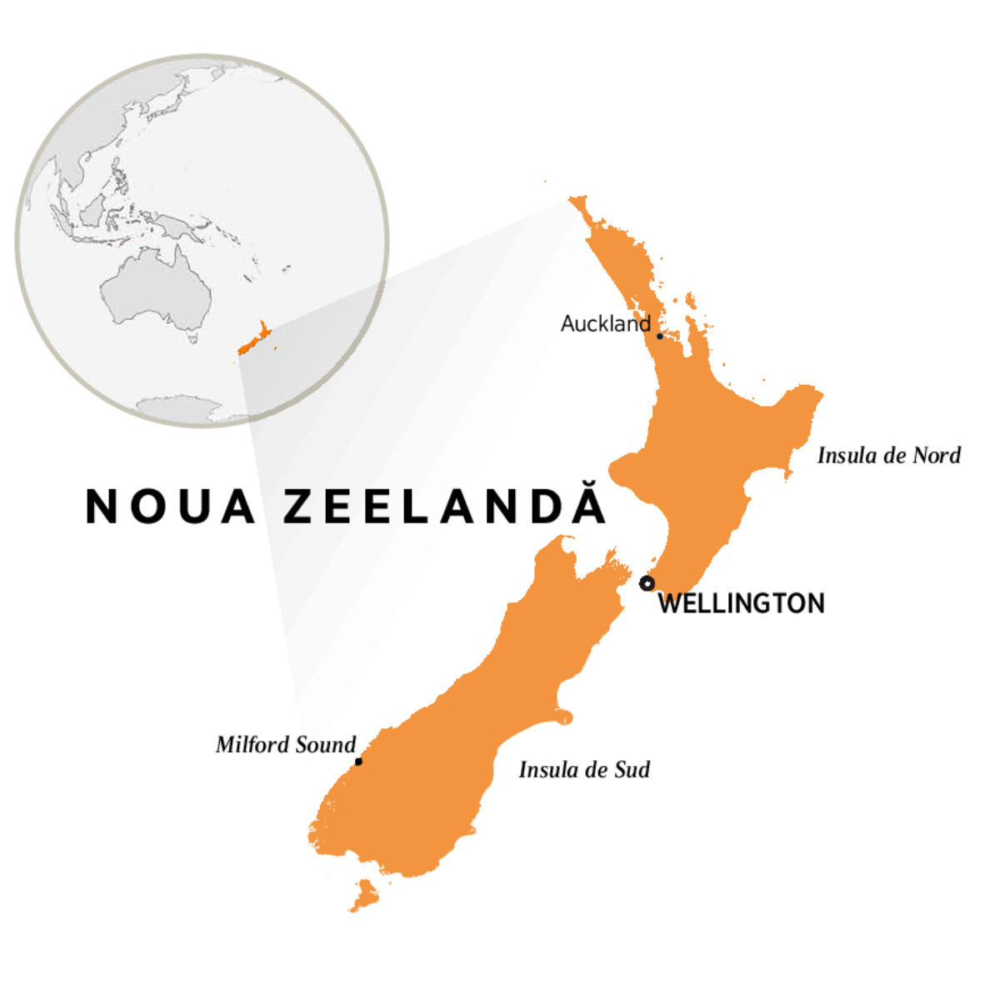 Auckland
Insula de Nord
NOUA ZEELANDĂ
WELLINGTON
Milford Sound
Insula de Sud